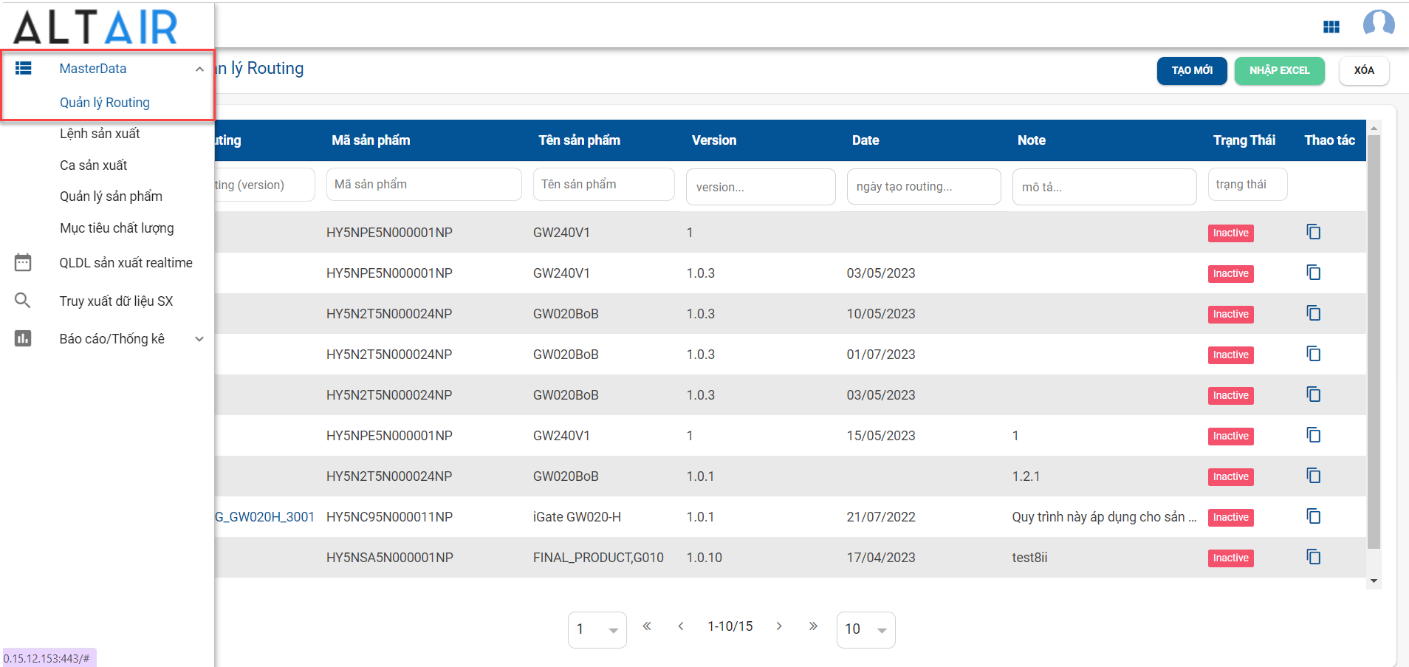 ALTAIR
MasterData
Quản lý Routing
Lệnh sản xuất
Ca sản xuất
Quản lý sản phẩm
Mục tiêu chất lượng
QLDL sản xuất realtime
Truy xuất dữ liệu SX
Báo cáo/Thống kê
0.15.12.153:443/#
lý Routing
TẠO MỚI NHẬP EXCEL XÓA
Mã sản phẩm Tên sản phẩm Version Date Note Trạng Thái Thao tác
(version) Mã sản phẩm Tên sản phẩm version... ngày tạo routing... mô tả... trạng thái
HY5NPE5N000001NP GW240V1 1 Inactive
HY5NPE5N000001NP GW240V1 1.0.3 03/05/2023 Inactive
HY5N2T5N000024NP GW020BoB 1.0.3 10/05/2023 Inactive
HY5N2T5N000024NP GW020BoB 1.0.3 01/07/2023 Inactive
HY5N2T5N000024NP GW020BoB 1.0.3 03/05/2023 Inactive
HY5NPE5N000001NP GW240V1 1 15/05/2023 1 Inactive
HY5N2T5N000024NP GW020BoB 1.0.1 1.2.1 Inactive
G_GW020H_3001 HY5NC95N000011NP iGate GW020-H 1.0.1 21/07/2022 Quy trình này áp dụng cho sản ... Inactive
HY5NSA5N000001NP FINAL_PRODUCT,G010 1.0.10 17/04/2023 test8ii Inactive
1 « ‹ 1-10/15 › » 10